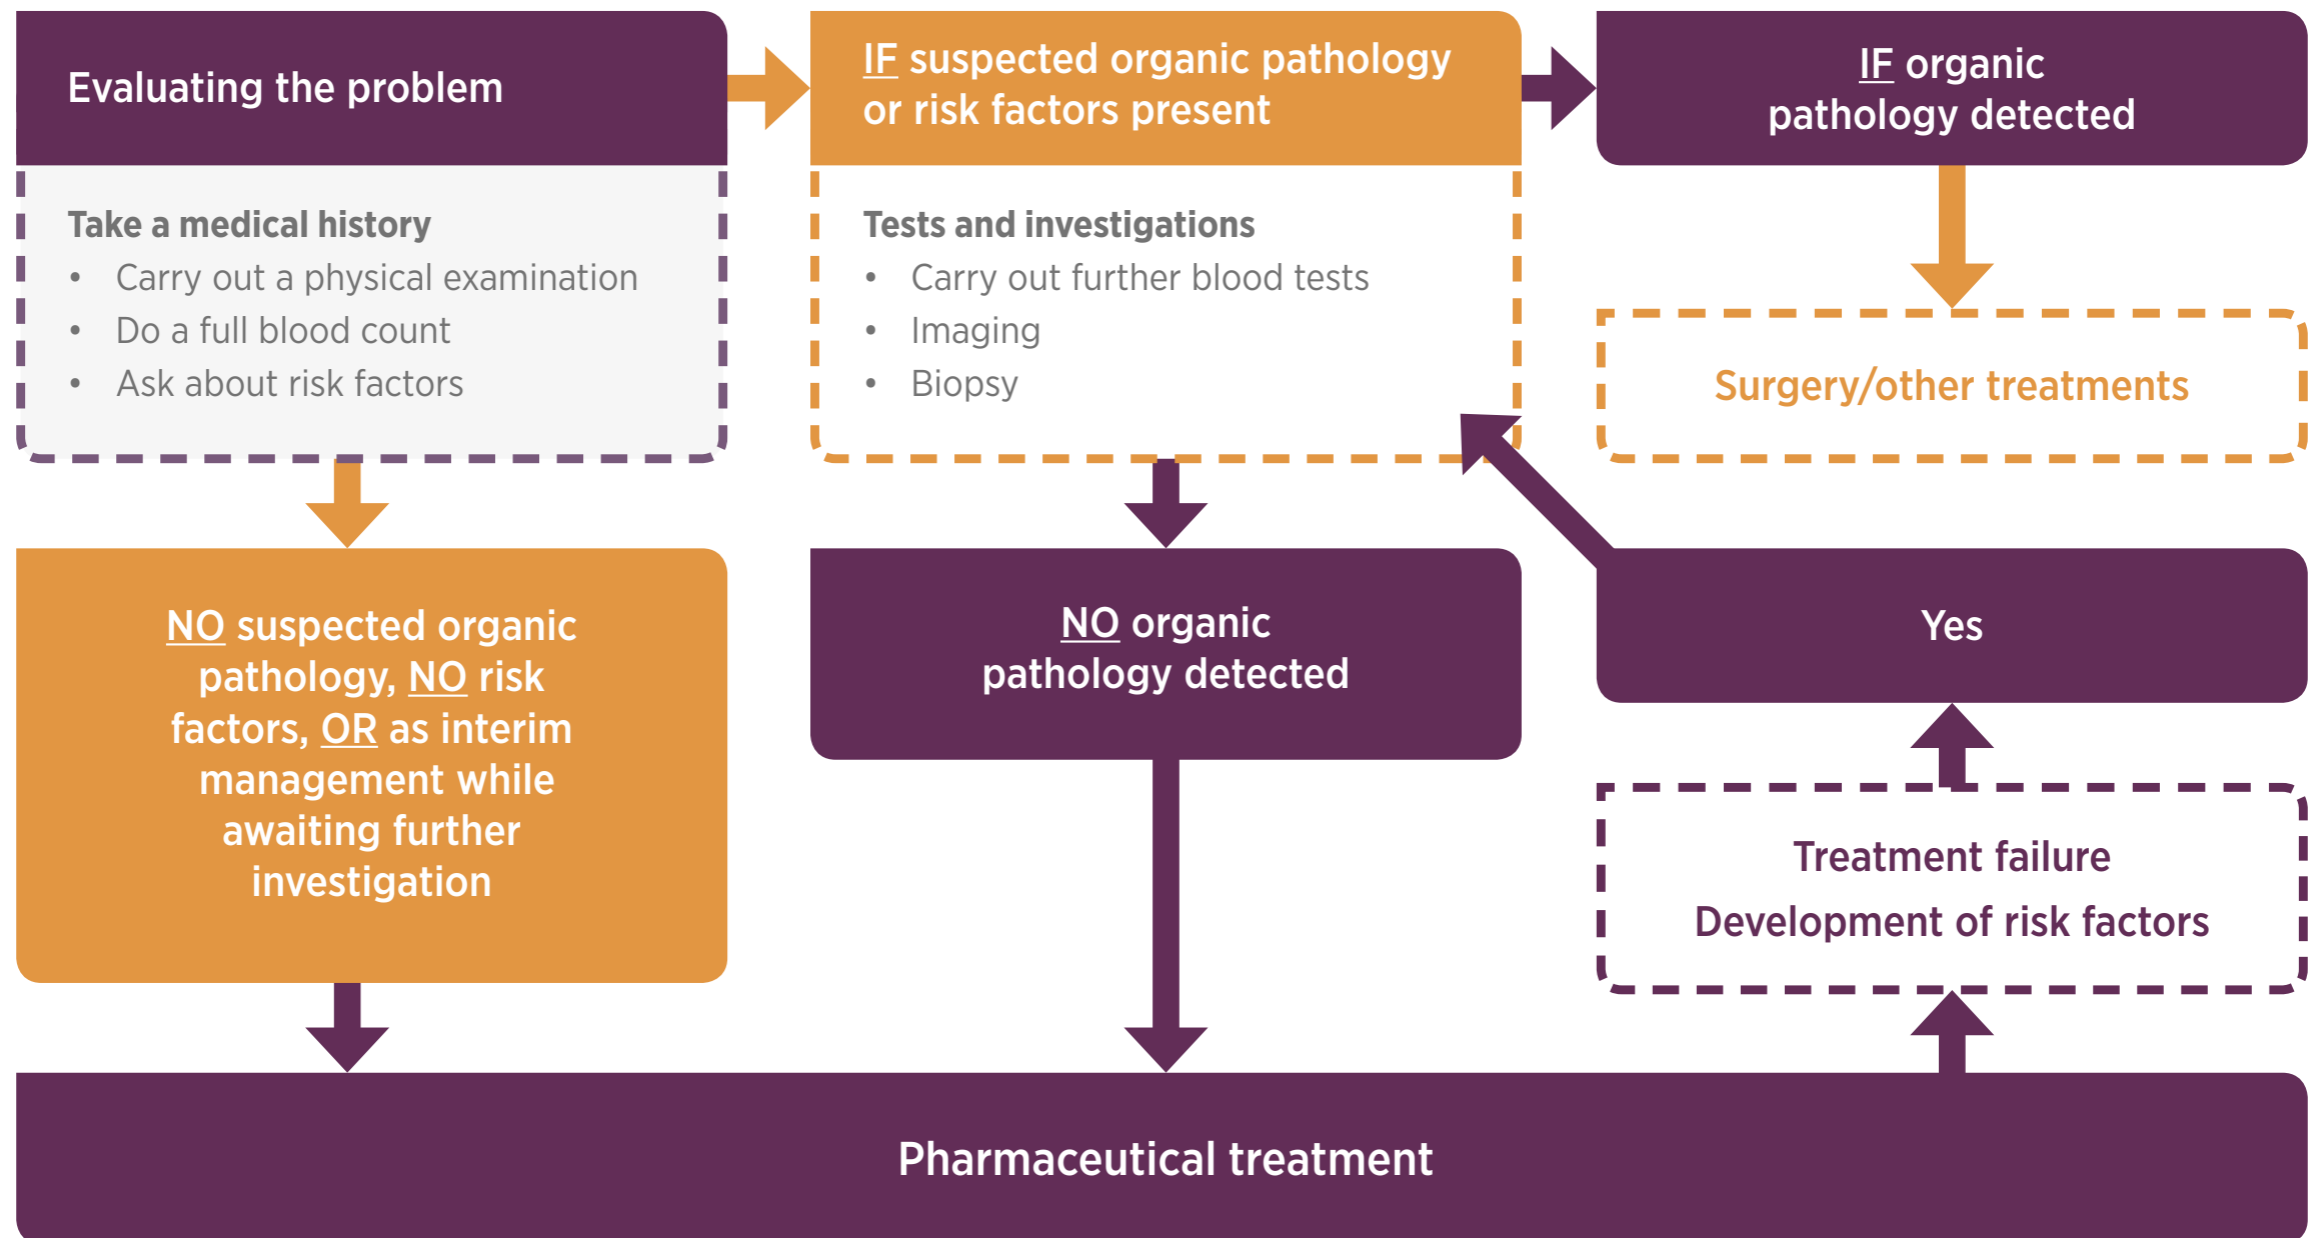 Evaluating the problem
Take a medical history
• Carry out a physical examination
• Do a full blood count
• Ask about risk factors
IF suspected organic pathology
or risk factors present
Tests and investigations
• Carry out further blood tests
• Imaging
• Biopsy
IF organic
pathology detected
Surgery/other treatments
NO suspected organic
pathology, NO risk
factors, OR as interim
management while
awaiting further
investigation
NO organic
pathology detected
Yes
Treatment failure
Development of risk factors
Pharmaceutical treatment